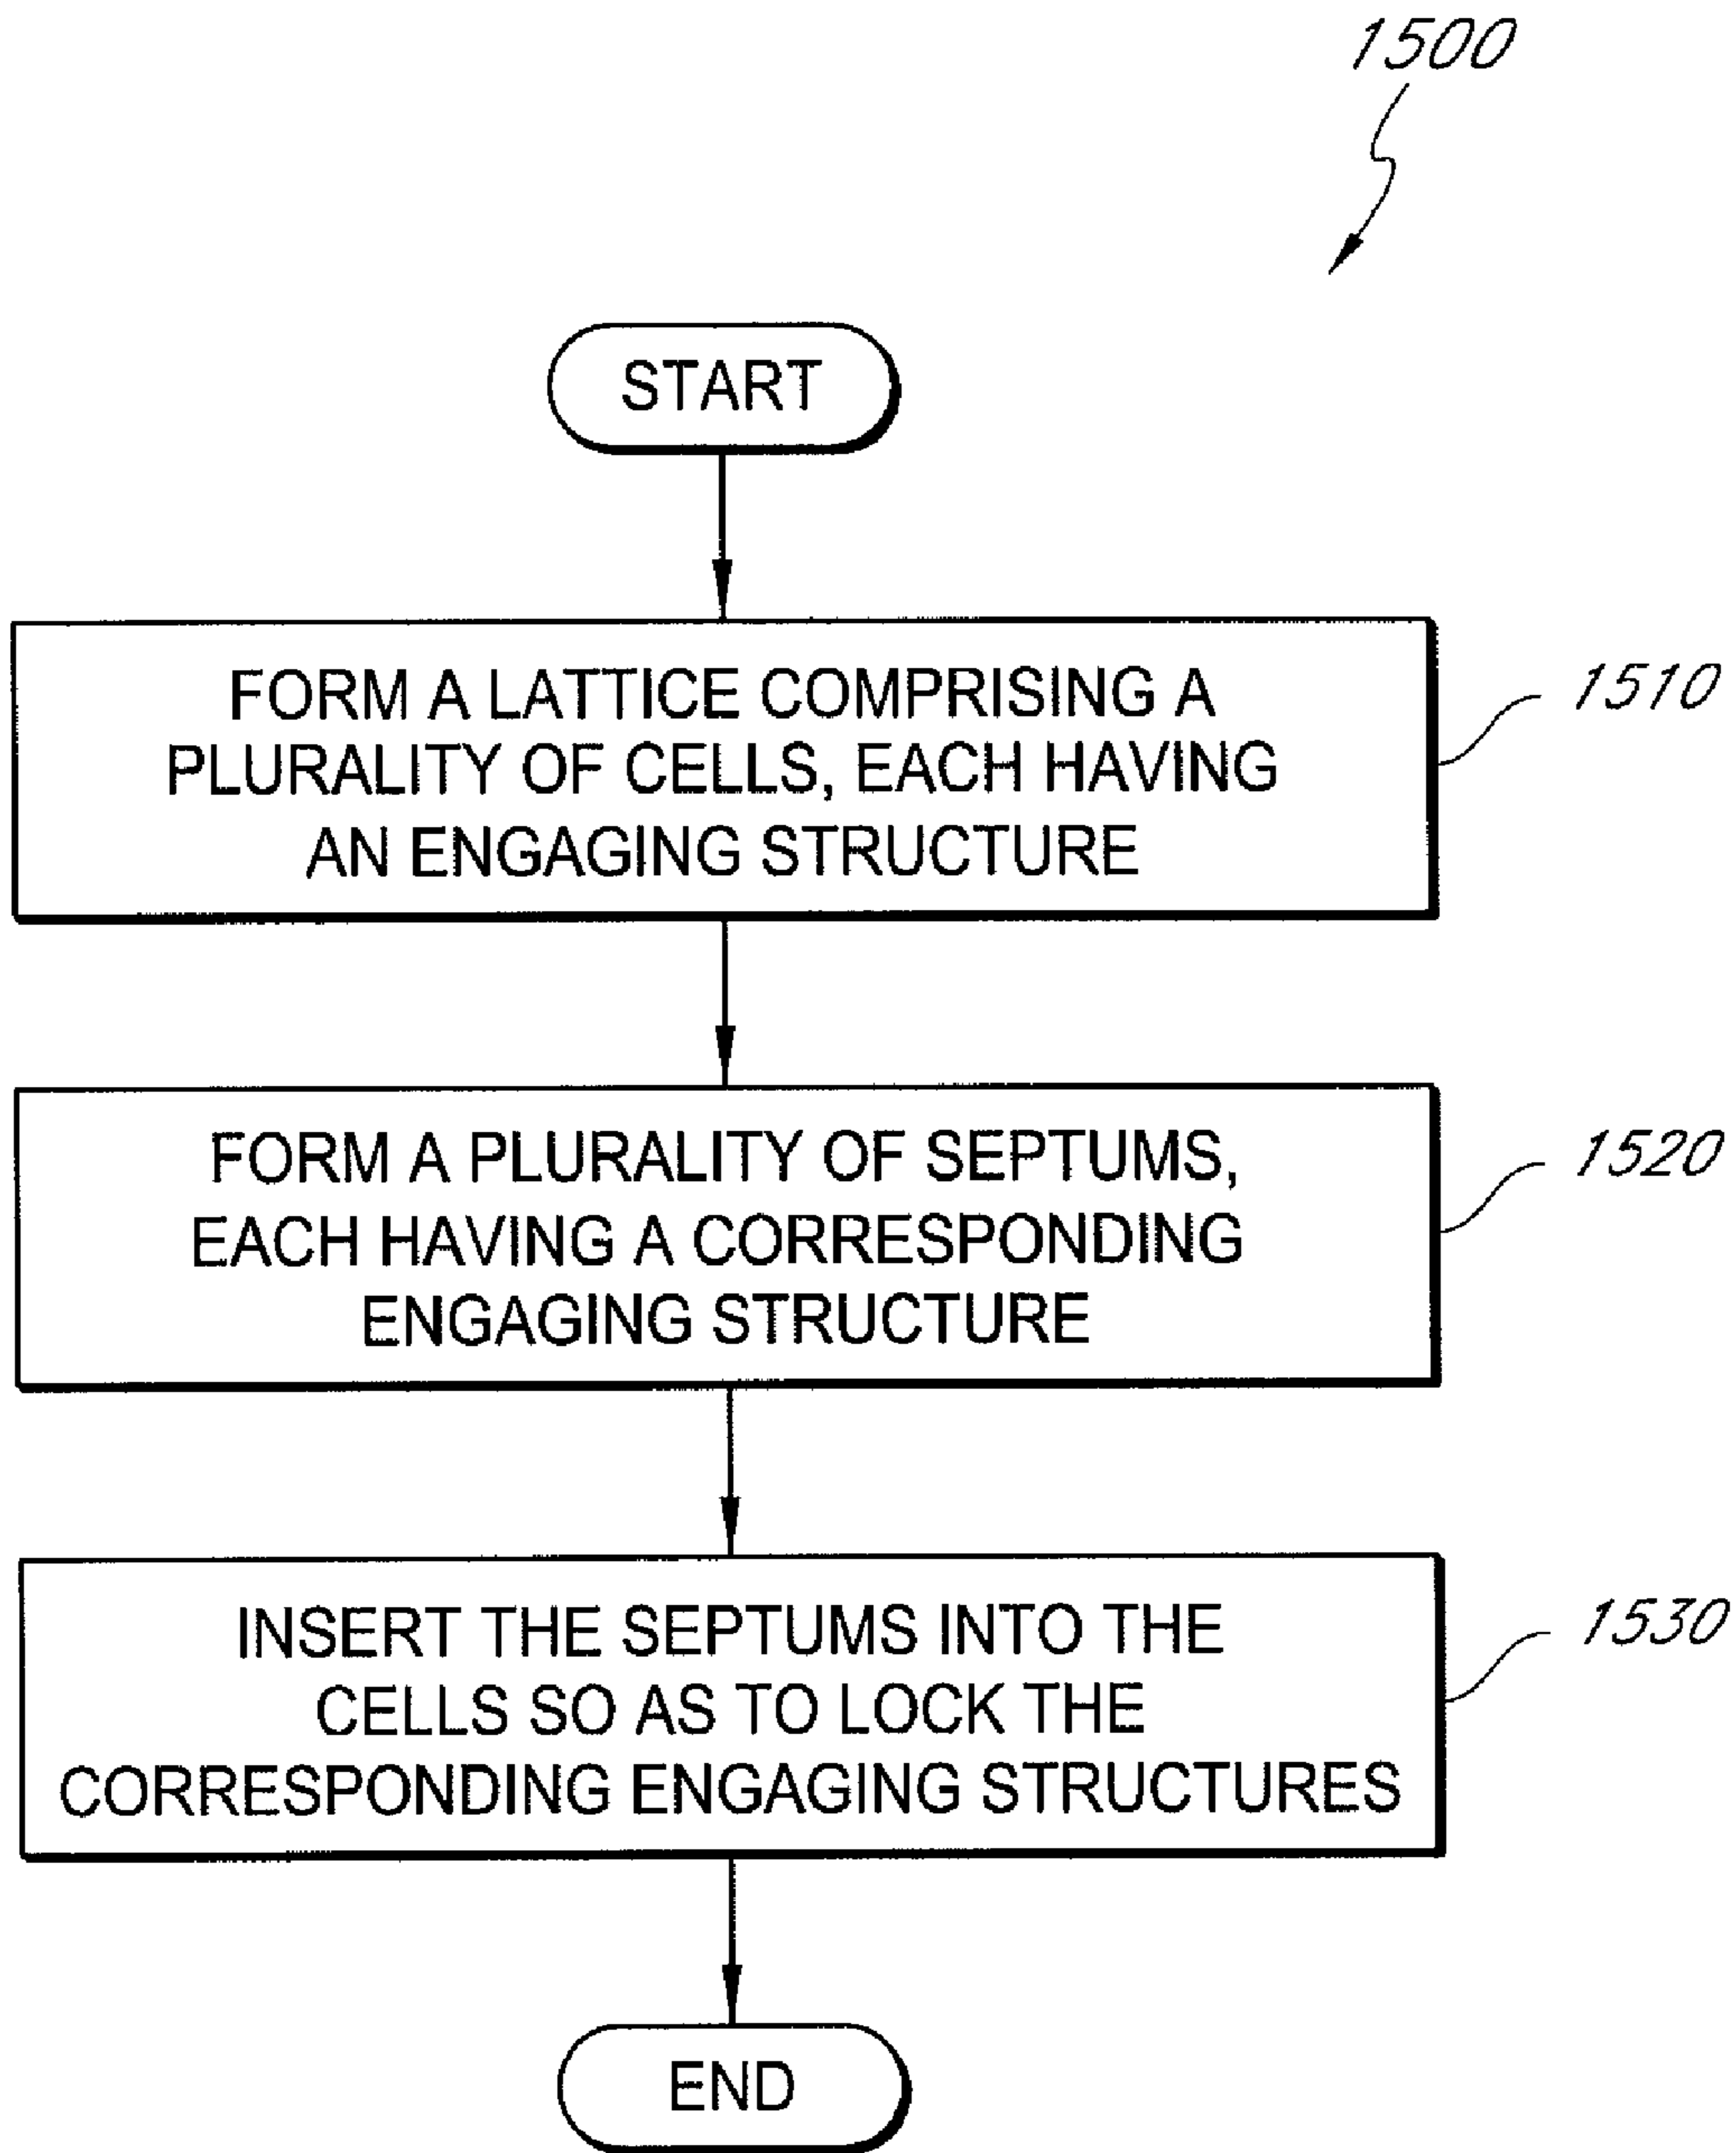 1500
START
FORM A LATTICE COMPRISING A
PLURALITY OF CELLS, EACH HAVING
AN ENGAGING STRUCTURE
1510
FORM A PLURALITY OF SEPTUMS,
EACH HAVING A CORRESPONDING
ENGAGING STRUCTURE
1520
INSERT THE SEPTUMS INTO THE
CELLS SO AS TO LOCK THE
CORRESPONDING ENGAGING STRUCTURES
1530
END